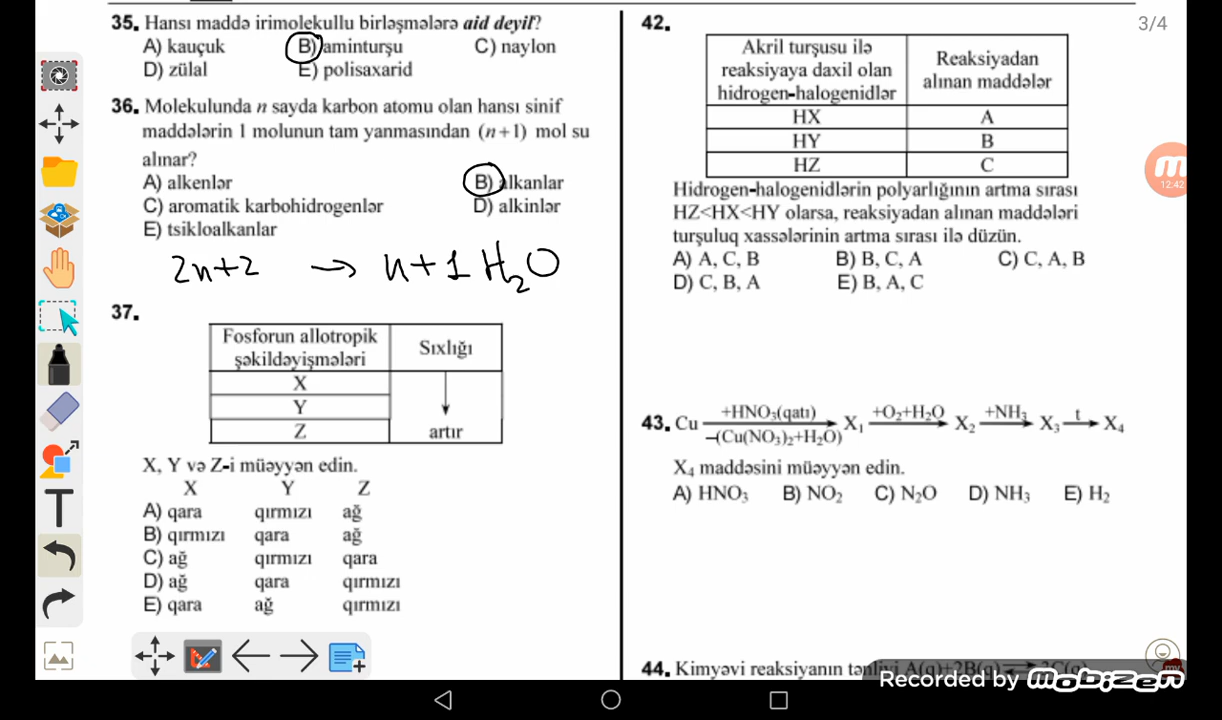 35. Hansı maddə irimolekullu birləşmələrə aid deyil?
A) kauçuk B) aminturşu C) naylon
D) zülal E) polisaxarid
36. Molekulunda n sayda karbon atomu olan hansı sinif
maddələrin 1 molunun tam yanmasından (n+1) mol su
alınar?
A) alkenlər B) alkanlar
C) aromatik karbohidrogenlər D) alkinlər
E) tsikloalkanlar
2n+2 → n+1 H₂O
37.
Fosforun allotropik şəkildəyişmələri Sıxlığı
X
Y
Z artır
X, Y və Z-i müəyyən edin.
X Y Z
A) qara qırmızı ağ
B) qırmızı qara ağ
C) ağ qırmızı qara
D) ağ qara qırmızı
E) qara ağ qırmızı
42.
Akril turşusu ilə reaksiyaya daxil olan hidrogen-halogenidlər Reaksiyadan alınan maddələr
HX A
HY B
HZ C
Hidrogen-halogenidlərin polyarlığının artma sırası
HZ<HX<HY olarsa, reaksiyadan alınan maddələri
turşuluq xassələrinin artma sırası ilə düzün.
A) A, C, B B) B, C, A C) C, A, B
D) C, B, A E) B, A, C
43. Cu +HNO₃(qatı) −(Cu(NO₃)₂+H₂O) → X₁ +O₂+H₂O → X₂ +NH₃ → X₃ t → X₄
X₄ maddəsini müəyyən edin.
A) HNO₃ B) NO₂ C) N₂O D) NH₃ E) H₂
44. Kimyəvi reaksiyanın tənliyi A(q)+2B(q) ⇌ 3C(q)
3/4
12:42
T
Recorded by mobizen